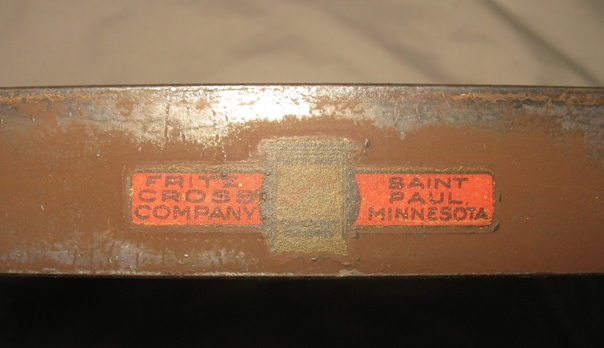 FRITZ
CROSS
COMPANY
SAINT
PAUL,
MINNESOTA